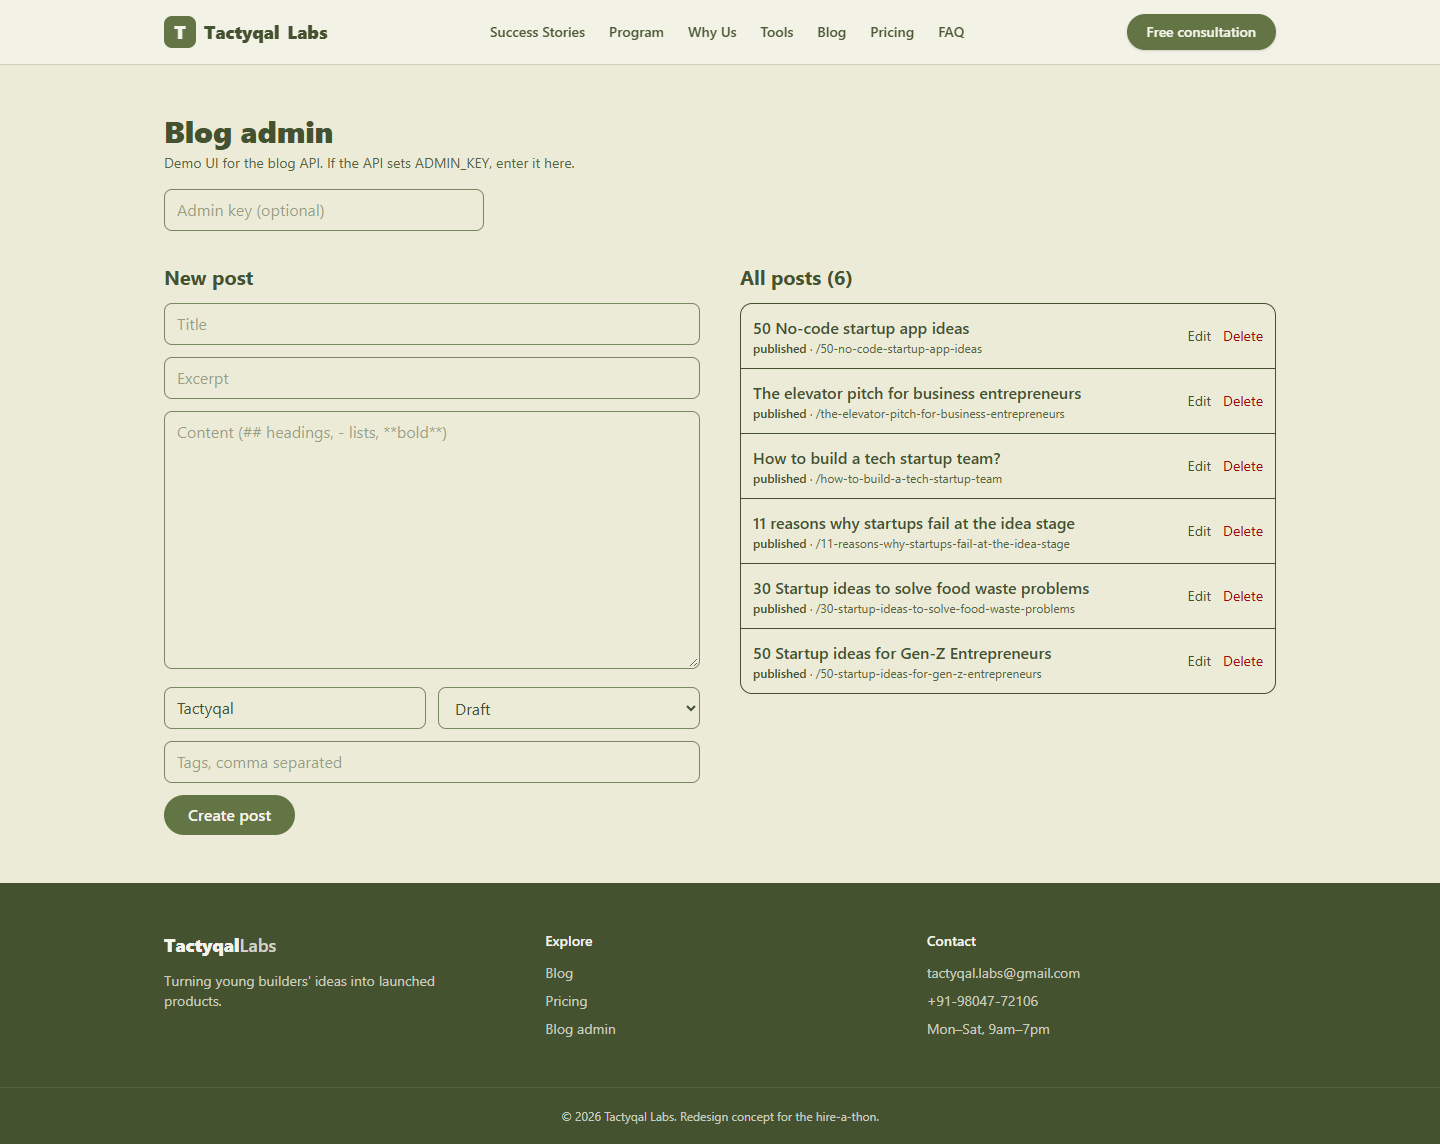 T Tactyqal Labs
Success Stories Program Why Us Tools Blog Pricing FAQ
Free consultation
Blog admin
Demo UI for the blog API. If the API sets ADMIN_KEY, enter it here.
Admin key (optional)
New post
Title
Excerpt
Content (## headings, - lists, **bold**)
Tactyqal
Draft
Tags, comma separated
Create post
All posts (6)
50 No-code startup app ideas
published · /50-no-code-startup-app-ideas
Edit Delete
The elevator pitch for business entrepreneurs
published · /the-elevator-pitch-for-business-entrepreneurs
Edit Delete
How to build a tech startup team?
published · /how-to-build-a-tech-startup-team
Edit Delete
11 reasons why startups fail at the idea stage
published · /11-reasons-why-startups-fail-at-the-idea-stage
Edit Delete
30 Startup ideas to solve food waste problems
published · /30-startup-ideas-to-solve-food-waste-problems
Edit Delete
50 Startup ideas for Gen-Z Entrepreneurs
published · /50-startup-ideas-for-gen-z-entrepreneurs
Edit Delete
TactyqalLabs
Turning young builders' ideas into launched
products.
Explore
Blog
Pricing
Blog admin
Contact
tactyqal.labs@gmail.com
+91-98047-72106
Mon–Sat, 9am–7pm
© 2026 Tactyqal Labs. Redesign concept for the hire-a-thon.